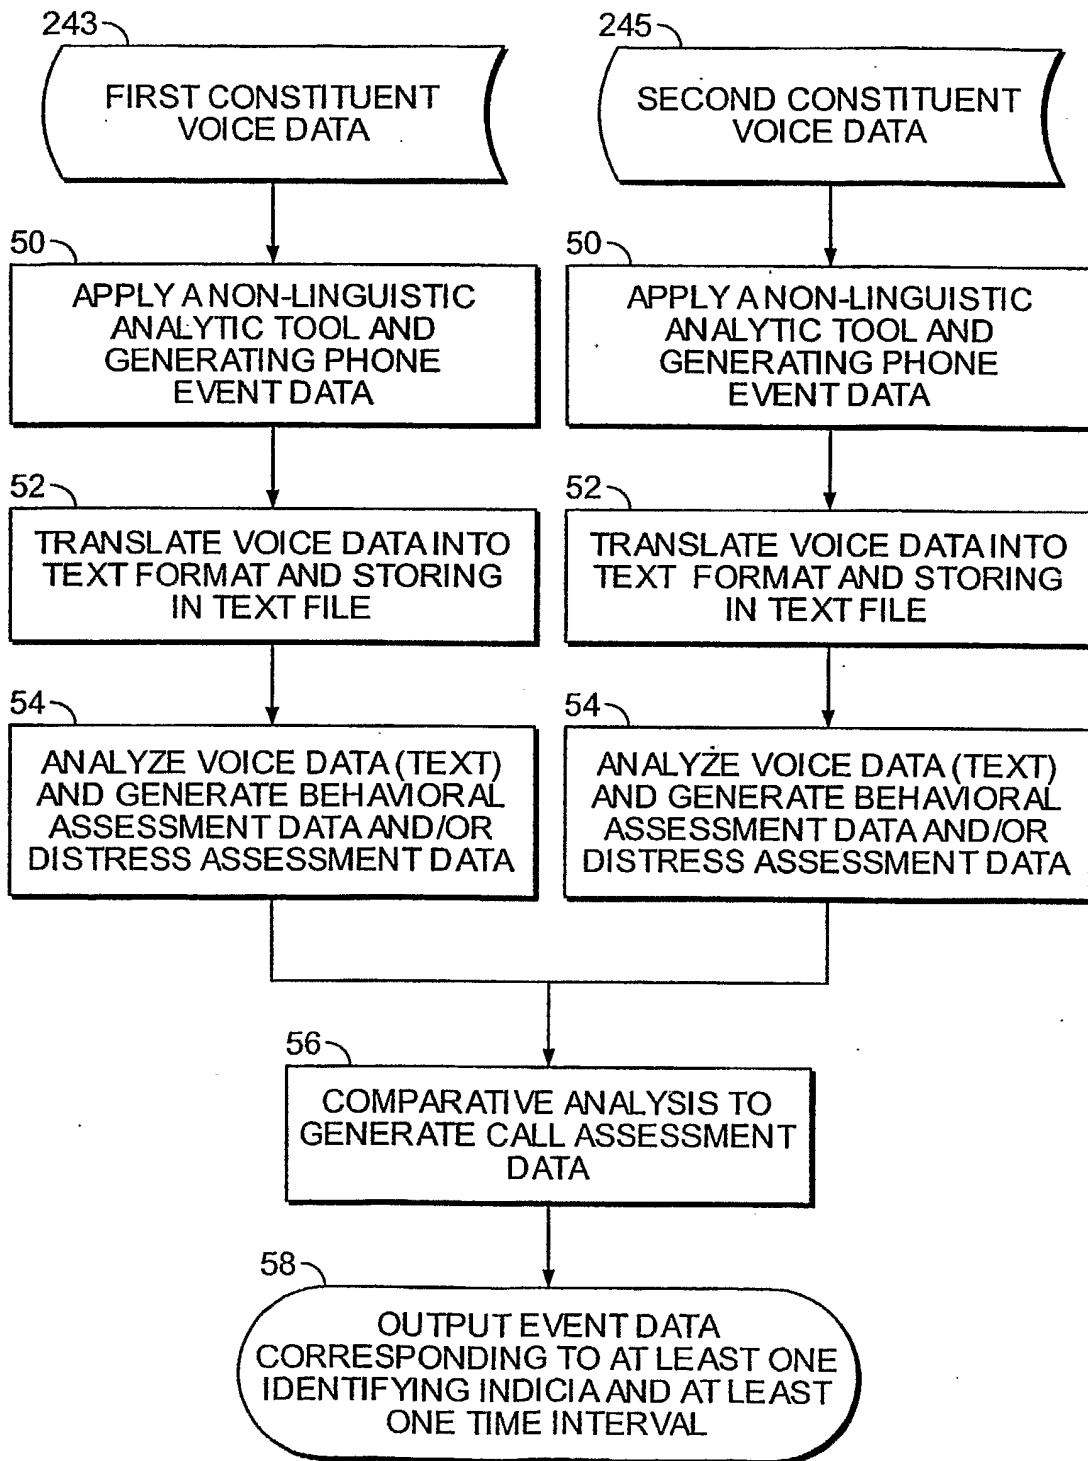 243
FIRST CONSTITUENT
VOICE DATA
245
SECOND CONSTITUENT
VOICE DATA
50
APPLY A NON-LINGUISTIC
ANALYTIC TOOL AND
GENERATING PHONE
EVENT DATA
50
APPLY A NON-LINGUISTIC
ANALYTIC TOOL AND
GENERATING PHONE
EVENT DATA
52
TRANSLATE VOICE DATA INTO
TEXT FORMAT AND STORING
IN TEXT FILE
52
TRANSLATE VOICE DATA INTO
TEXT FORMAT AND STORING
IN TEXT FILE
54
ANALYZE VOICE DATA (TEXT)
AND GENERATE BEHAVIORAL
ASSESSMENT DATA AND/OR
DISTRESS ASSESSMENT DATA
54
ANALYZE VOICE DATA (TEXT)
AND GENERATE BEHAVIORAL
ASSESSMENT DATA AND/OR
DISTRESS ASSESSMENT DATA
56
COMPARATIVE ANALYSIS TO
GENERATE CALL ASSESSMENT
DATA
58
OUTPUT EVENT DATA
CORRESPONDING TO AT LEAST ONE
IDENTIFYING INDICIA AND AT LEAST
ONE TIME INTERVAL